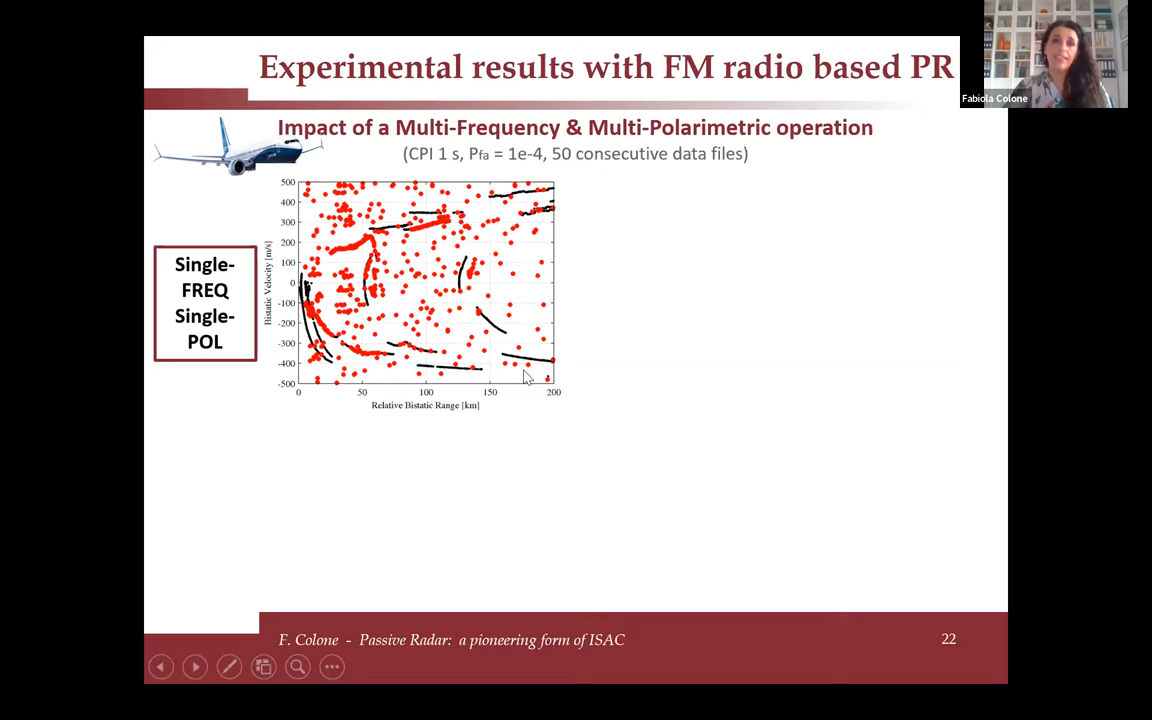 Experimental results with FM radio based PR
Fabiola Colone
Impact of a Multi-Frequency & Multi-Polarimetric operation
(CPI 1 s, Pfa = 1e-4, 50 consecutive data files)
Single-
FREQ
Single-
POL
Bistatic Velocity [m/s]
500
400
300
200
100
0
-100
-200
-300
-400
-500
0 50 100 150 200
Relative Bistatic Range [km]
F. Colone - Passive Radar: a pioneering form of ISAC
22